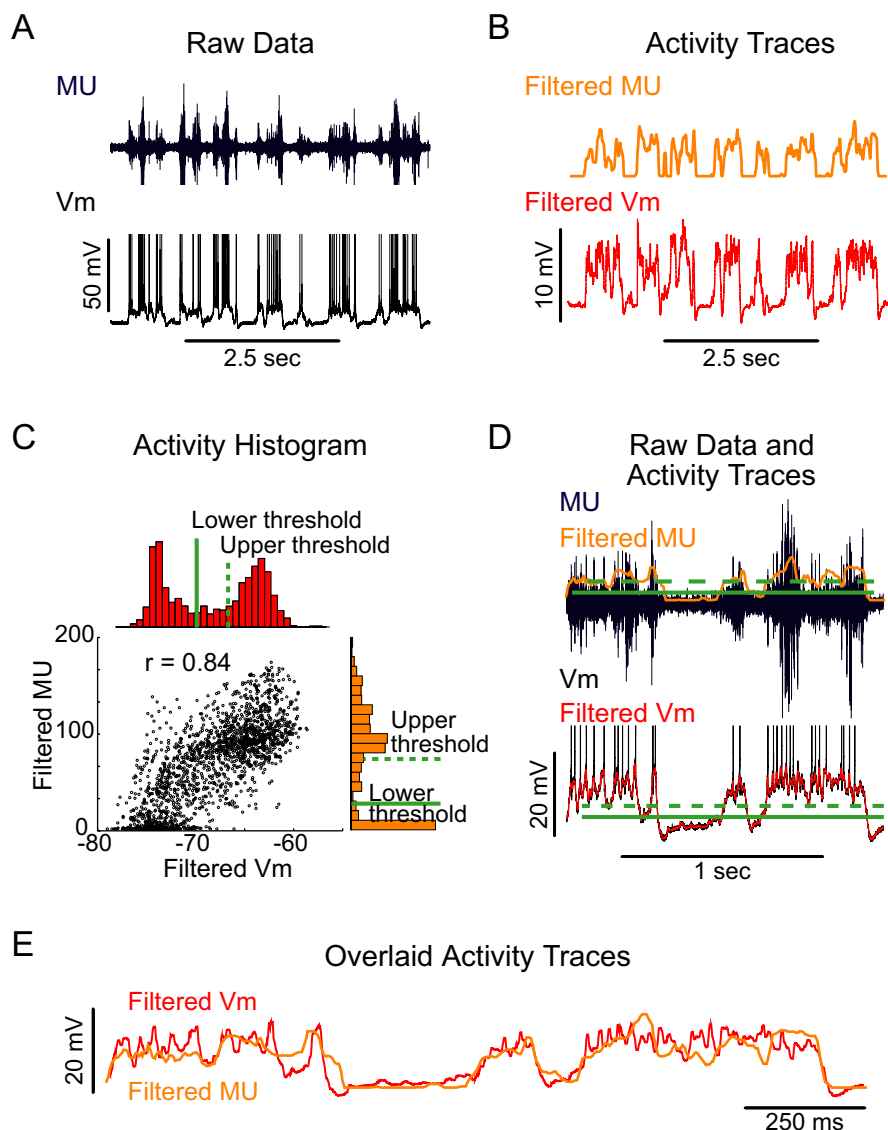 A
Raw Data
MU
Vm
50 mV
2.5 sec
B
Activity Traces
Filtered MU
Filtered Vm
10 mV
2.5 sec
C
Activity Histogram
Lower threshold
Upper threshold
200
100
0
Filtered MU
r = 0.84
-80
-70
-60
Filtered Vm
Upper
threshold
Lower
threshold
D
Raw Data and
Activity Traces
MU
Filtered MU
Vm
Filtered Vm
20 mV
1 sec
E
Overlaid Activity Traces
Filtered Vm
20 mV
Filtered MU
250 ms